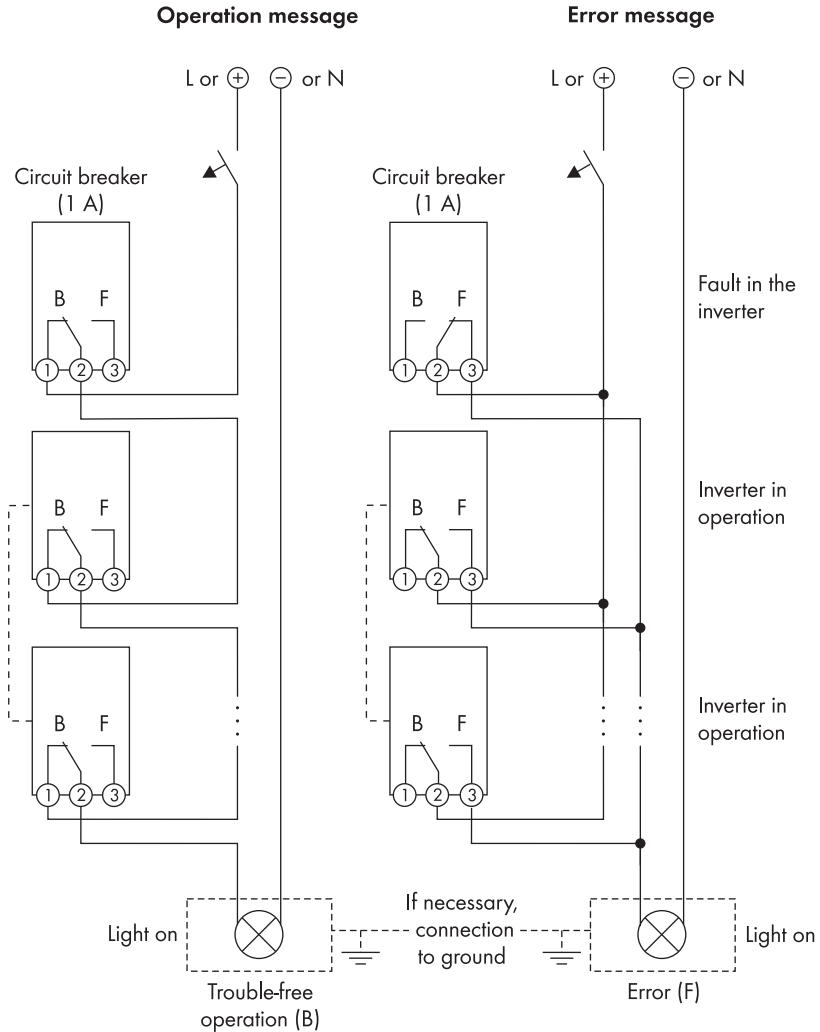 Operation message
Error message
L or + − or N
L or + − or N
Circuit breaker
(1 A)
Circuit breaker
(1 A)
B F
1 2 3
B F
1 2 3
Fault in the
inverter
B F
1 2 3
B F
1 2 3
Inverter in
operation
B F
1 2 3
B F
1 2 3
Inverter in
operation
Light on
Trouble-free
operation (B)
If necessary,
connection
to ground
Light on
Error (F)